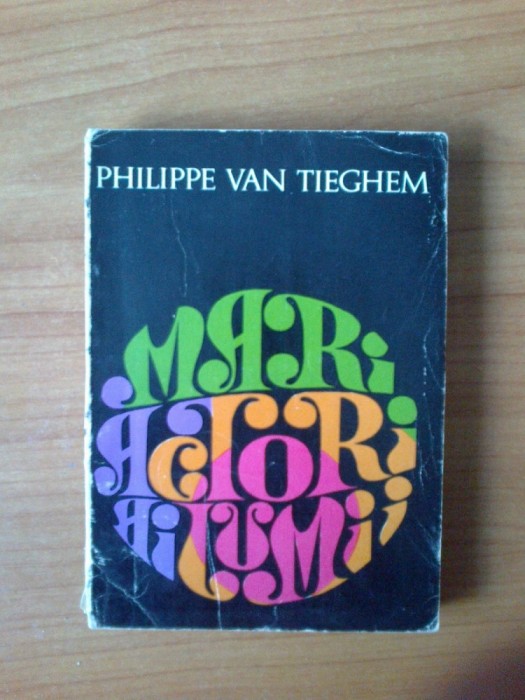 PHILIPPE VAN TIEGHEM
MARi
ACTORi
Ai LUMii